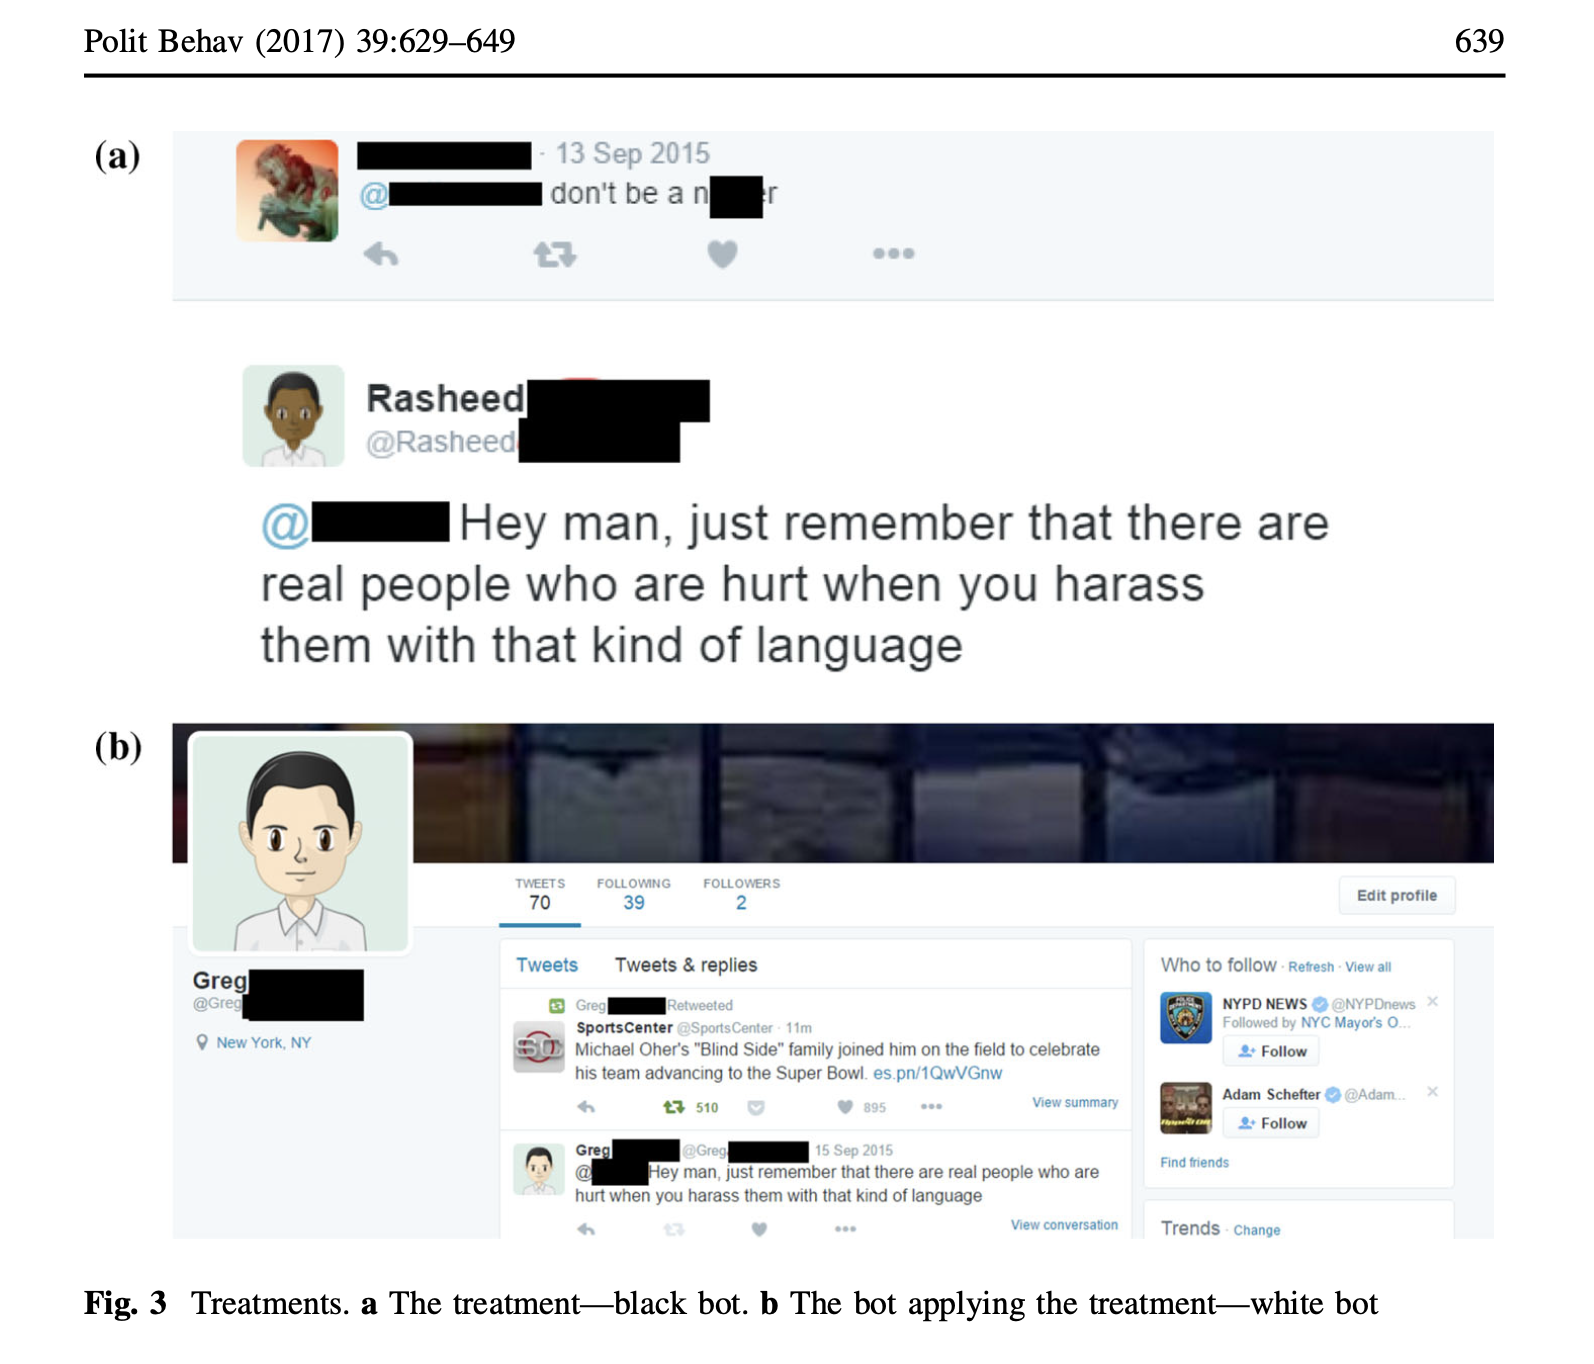 Polit Behav (2017) 39:629–649 639
(a)
· 13 Sep 2015
@ don't be a n er
Rasheed
@Rasheed
@ Hey man, just remember that there are
real people who are hurt when you harass
them with that kind of language
(b)
TWEETS FOLLOWING FOLLOWERS
70 39 2
Edit profile
Greg
@Greg
New York, NY
Tweets Tweets & replies
Greg Retweeted
SportsCenter @SportsCenter · 11m
Michael Oher's "Blind Side" family joined him on the field to celebrate
his team advancing to the Super Bowl. es.pn/1QwVGnw
510 895
View summary
Greg @Greg 15 Sep 2015
@ Hey man, just remember that there are real people who are
hurt when you harass them with that kind of language
View conversation
Who to follow · Refresh · View all
NYPD NEWS @NYPDnews
Followed by NYC Mayor's O...
Follow
Adam Schefter @Adam...
Follow
Find friends
Trends · Change
Fig. 3 Treatments. a The treatment—black bot. b The bot applying the treatment—white bot